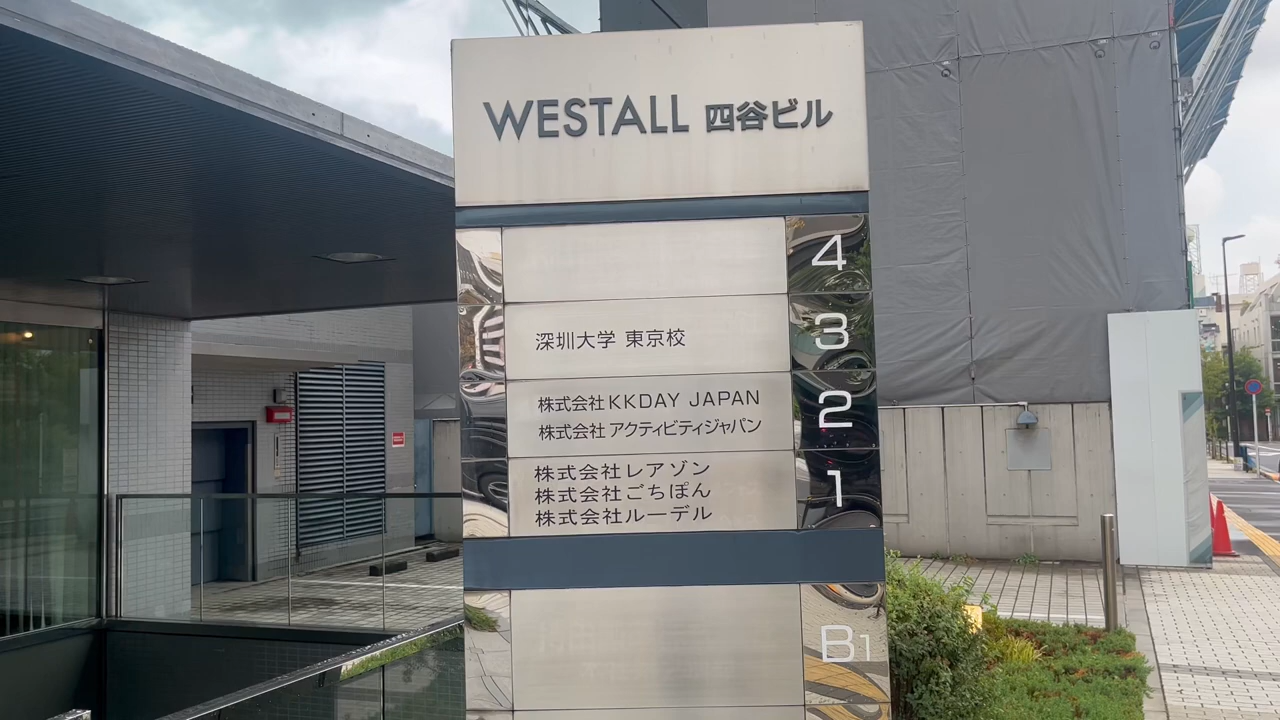 WESTALL 四谷ビル
4
深圳大学 東京校
3
株式会社KKDAY JAPAN
株式会社アクティビティジャパン
2
株式会社レアゾン
株式会社ごちぽん
株式会社ルーデル
1
B1